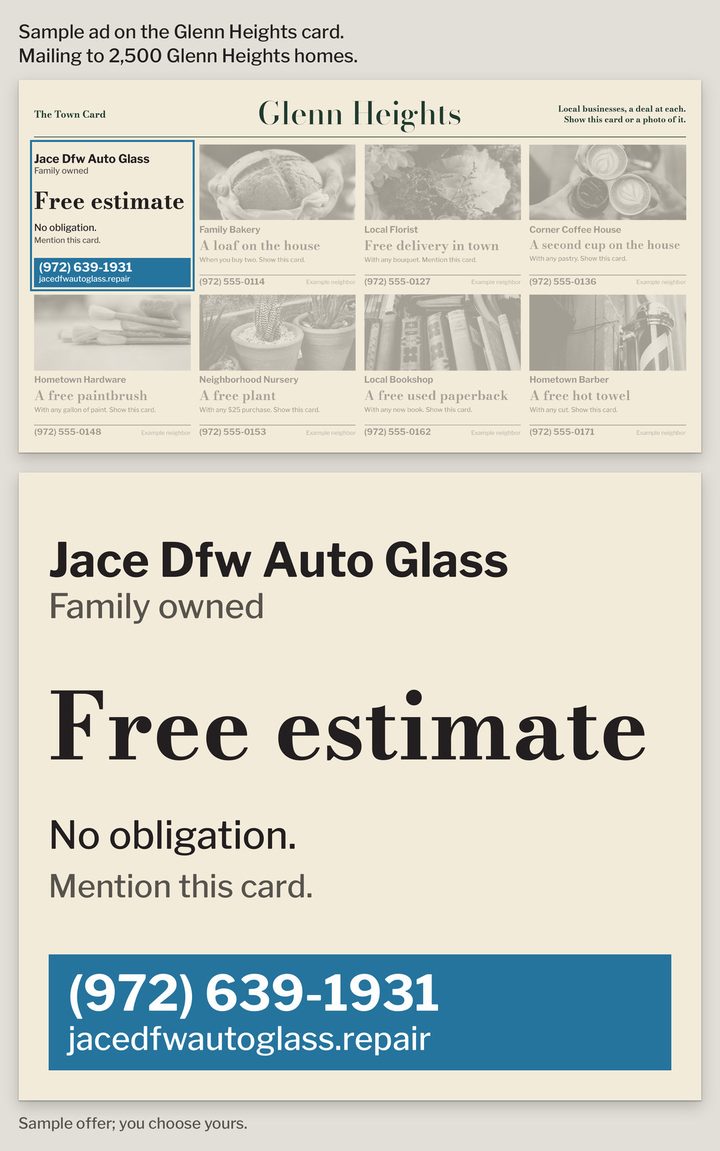 Sample ad on the Glenn Heights card.
Mailing to 2,500 Glenn Heights homes.
The Town Card
Glenn Heights
Local businesses, a deal at each.
Show this card or a photo of it.
Jace Dfw Auto Glass
Family owned
Free estimate
No obligation.
Mention this card.
(972) 639-1931
jacedfwautoglass.repair
Family Bakery
A loaf on the house
When you buy two. Show this card.
(972) 555-0114
Example neighbor
Local Florist
Free delivery in town
With any bouquet. Mention this card.
(972) 555-0127
Example neighbor
Corner Coffee House
A second cup on the house
With any pastry. Show this card.
(972) 555-0136
Example neighbor
Hometown Hardware
A free paintbrush
With any gallon of paint. Show this card.
(972) 555-0148
Example neighbor
Neighborhood Nursery
A free plant
With any $25 purchase. Show this card.
(972) 555-0153
Example neighbor
Local Bookshop
A free used paperback
With any new book. Show this card.
(972) 555-0162
Example neighbor
Hometown Barber
A free hot towel
With any cut. Show this card.
(972) 555-0171
Example neighbor
Jace Dfw Auto Glass
Family owned
Free estimate
No obligation.
Mention this card.
(972) 639-1931
jacedfwautoglass.repair
Sample offer; you choose yours.